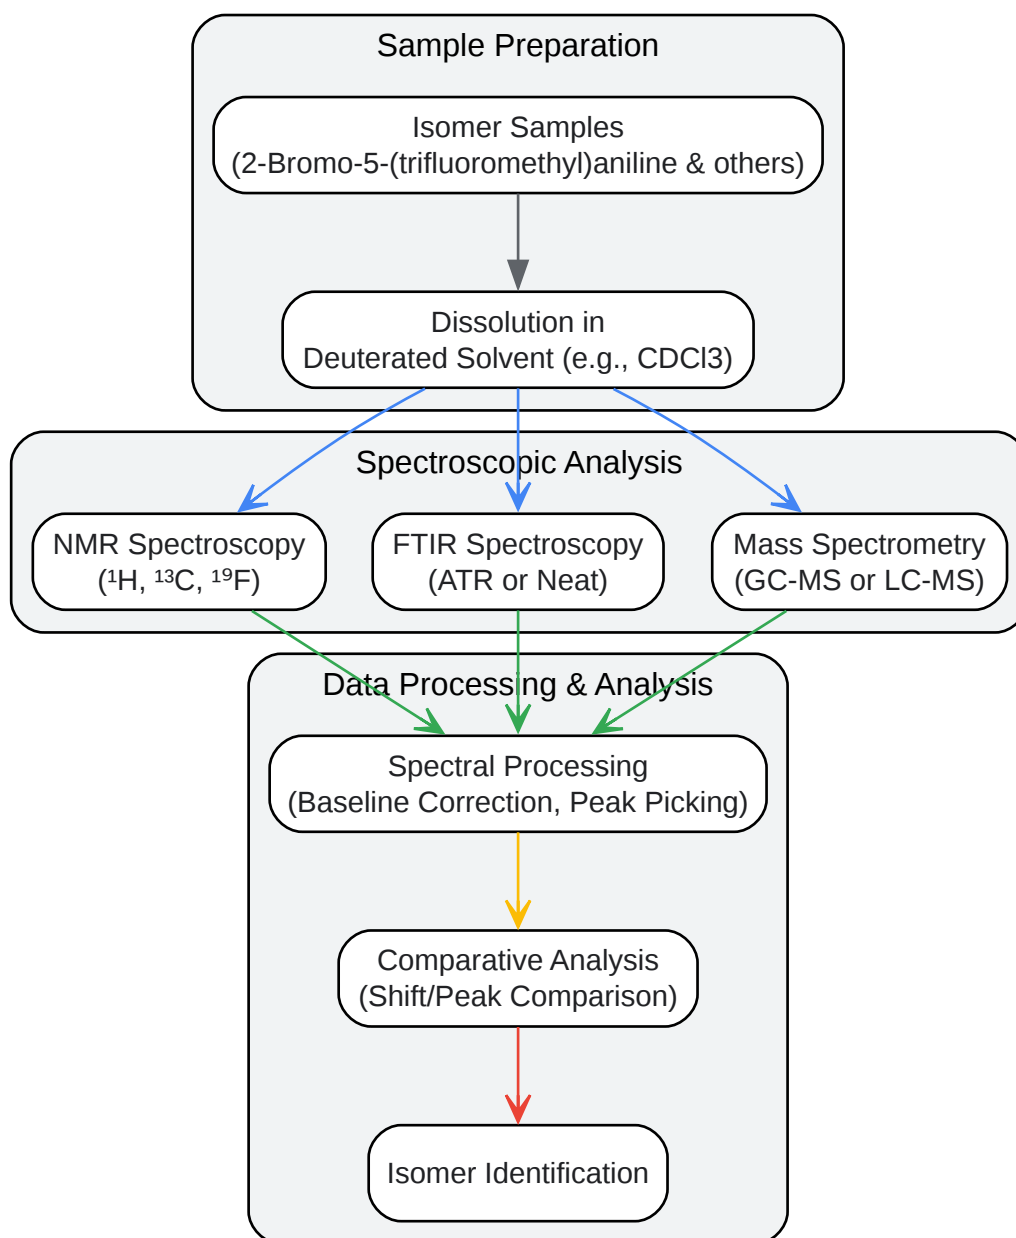 Sample Preparation
Isomer Samples
(2-Bromo-5-(trifluoromethyl)aniline & others)
Dissolution in
Deuterated Solvent (e.g., CDCl3)
Spectroscopic Analysis
NMR Spectroscopy
(¹H, ¹³C, ¹⁹F)
FTIR Spectroscopy
(ATR or Neat)
Mass Spectrometry
(GC-MS or LC-MS)
Data Processing & Analysis
Spectral Processing
(Baseline Correction, Peak Picking)
Comparative Analysis
(Shift/Peak Comparison)
Isomer Identification